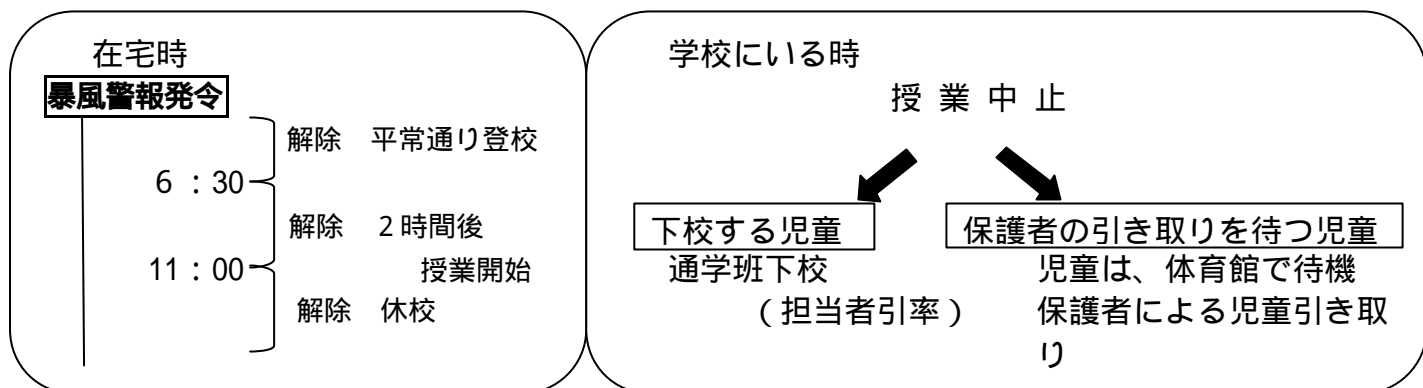 在宅時
暴風警報発令
解除　平常通り登校
6：30
解除　2時間後
11：00　授業開始
解除　休校
学校にいる時
授 業 中 止
下校する児童
通学班下校
（担当者引率）
保護者の引き取りを待つ児童
児童は、体育館で待機
保護者による児童引き取
り